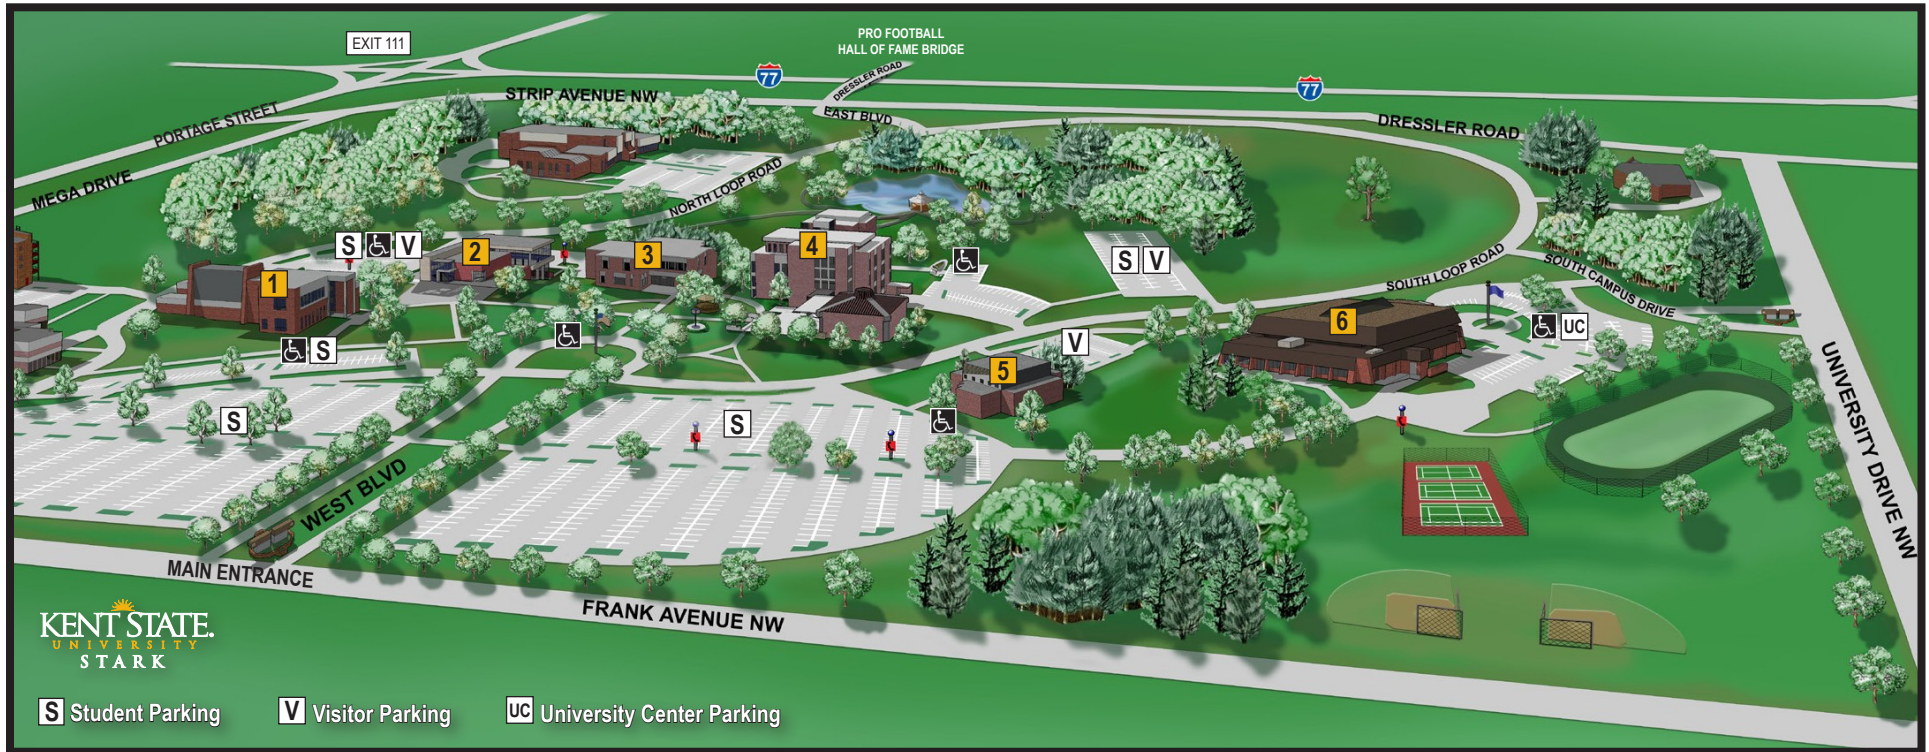 PRO FOOTBALL
HALL OF FAME BRIDGE
EXIT 111
77
DRESSLER ROAD
77
STRIP AVENUE NW
PORTAGE STREET
EAST BLVD
DRESSLER ROAD
MEGA DRIVE
NORTH LOOP ROAD
S V
1
2
3
4
S V
SOUTH LOOP ROAD
SOUTH CAMPUS DRIVE
6
UC
S
V
5
UNIVERSITY DRIVE NW
S
S
WEST BLVD
MAIN ENTRANCE
FRANK AVENUE NW
KENT STATE.
UNIVERSITY
STARK
S Student Parking
V Visitor Parking
UC University Center Parking